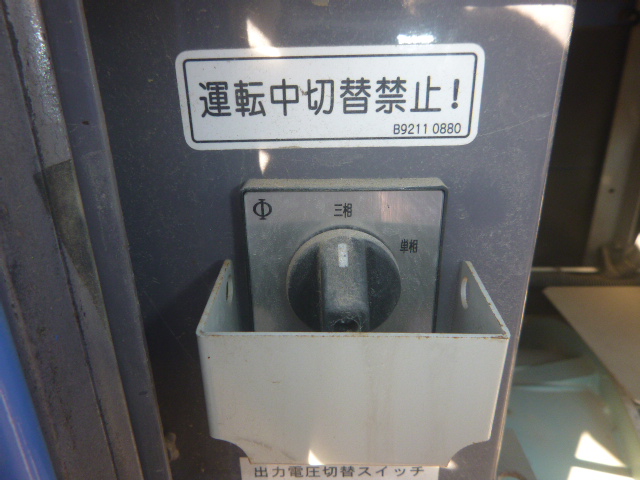 運転中切替禁止!
B9211 0880
Φ
三相
単相
出力電圧切替スイッチ